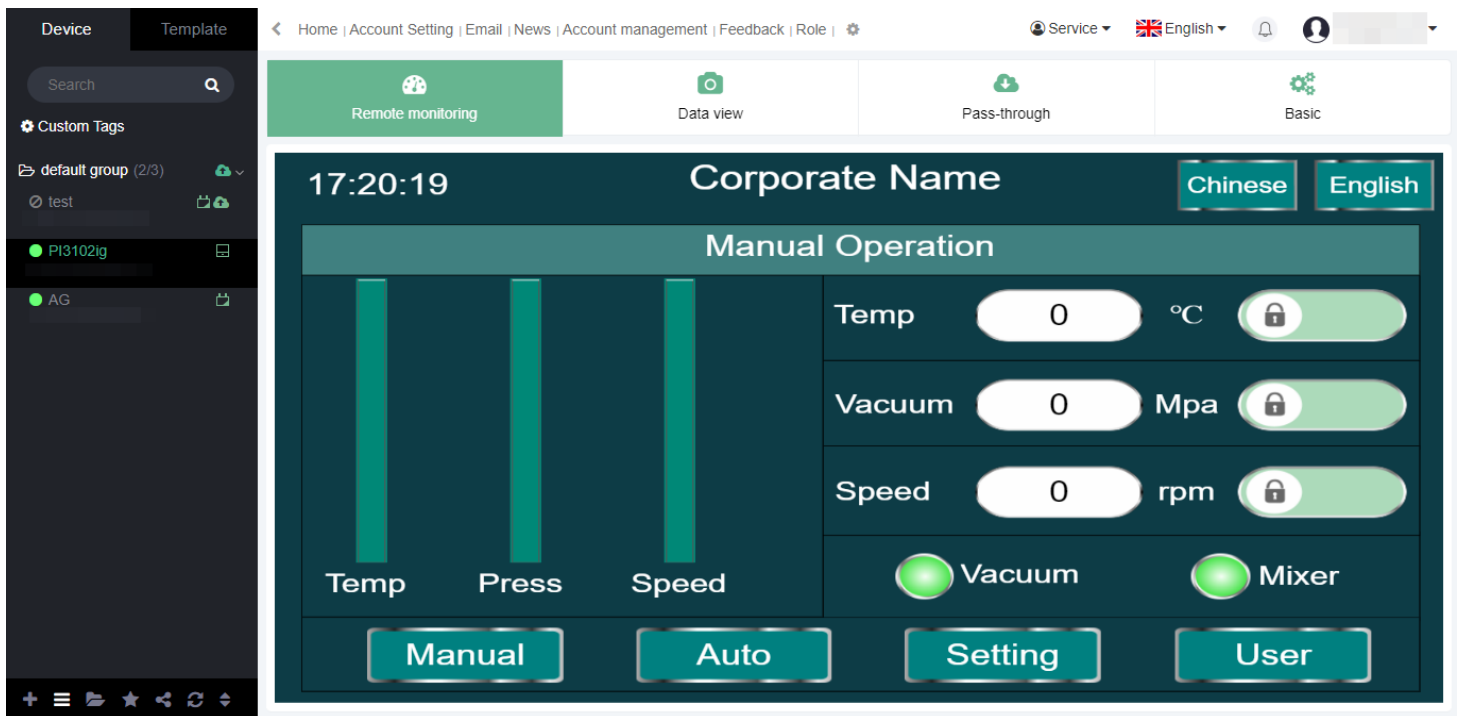 Device Template
Home | Account Setting | Email | News | Account management | Feedback | Role |
Service English
Search
Custom Tags
default group (2/3)
test
PI3102ig
AG
Remote monitoring Data view Pass-through Basic
17:20:19 Corporate Name Chinese English
Manual Operation
Temp 0 °C
Vacuum 0 Mpa
Speed 0 rpm
Vacuum Mixer
Temp Press Speed
Manual Auto Setting User